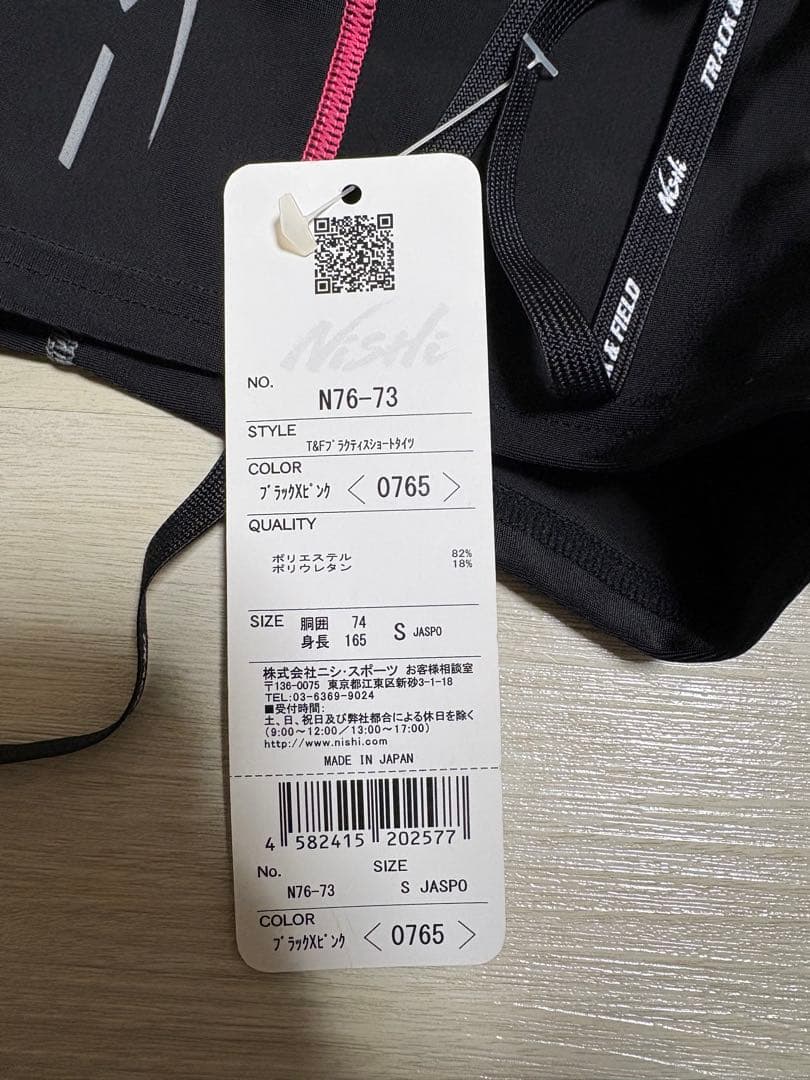 TRACK &
Nishi
K & FIELD
NiSHi
NO.
N76-73
STYLE
T&Fプラクティスショートタイツ
COLOR
ブラックXピンク 〈 0765 〉
QUALITY
ポリエステル 82%
ポリウレタン 18%
SIZE 胴囲 74
身長 165
S JASPO
株式会社ニシ・スポーツ お客様相談室
〒136-0075 東京都江東区新砂3-1-18
TEL:03-6369-9024
■受付時間:
土、日、祝日及び弊社都合による休日を除く
(9:00～12:00／13:00～17:00)
http://www.nishi.com
MADE IN JAPAN
4 582415 202577
No. SIZE
N76-73 S JASPO
COLOR
ブラックXピンク 〈 0765 〉